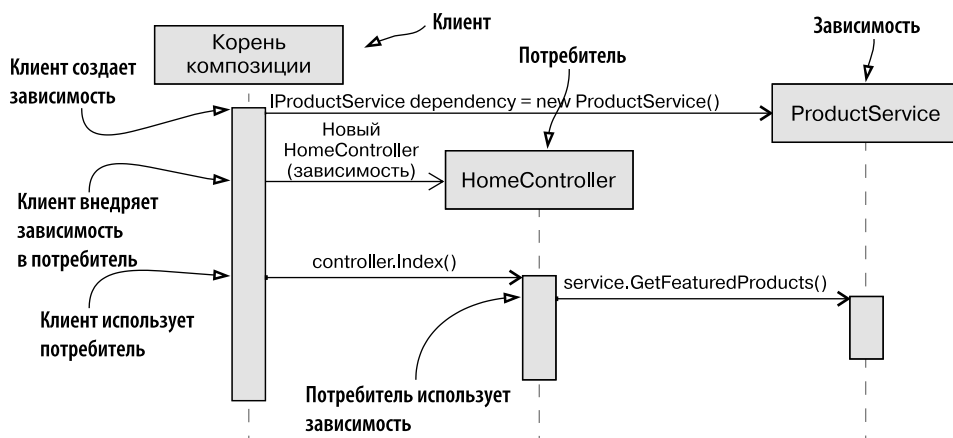 Клиент
Корень
композиции
Зависимость
Потребитель
Клиент создает
зависимость
IProductService dependency = new ProductService()
ProductService
Новый
HomeController
(зависимость)
HomeController
Клиент внедряет
зависимость
в потребитель
controller.Index()
service.GetFeaturedProducts()
Клиент использует
потребитель
Потребитель использует
зависимость